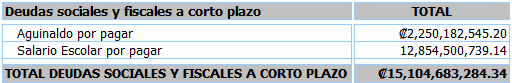 Deudas sociales y fiscales a corto plazo TOTAL
Aguinaldo por pagar ₡2,250,182,545.20
Salario Escolar por pagar 12,854,500,739.14
TOTAL DEUDAS SOCIALES Y FISCALES A CORTO PLAZO ₡15,104,683,284.34